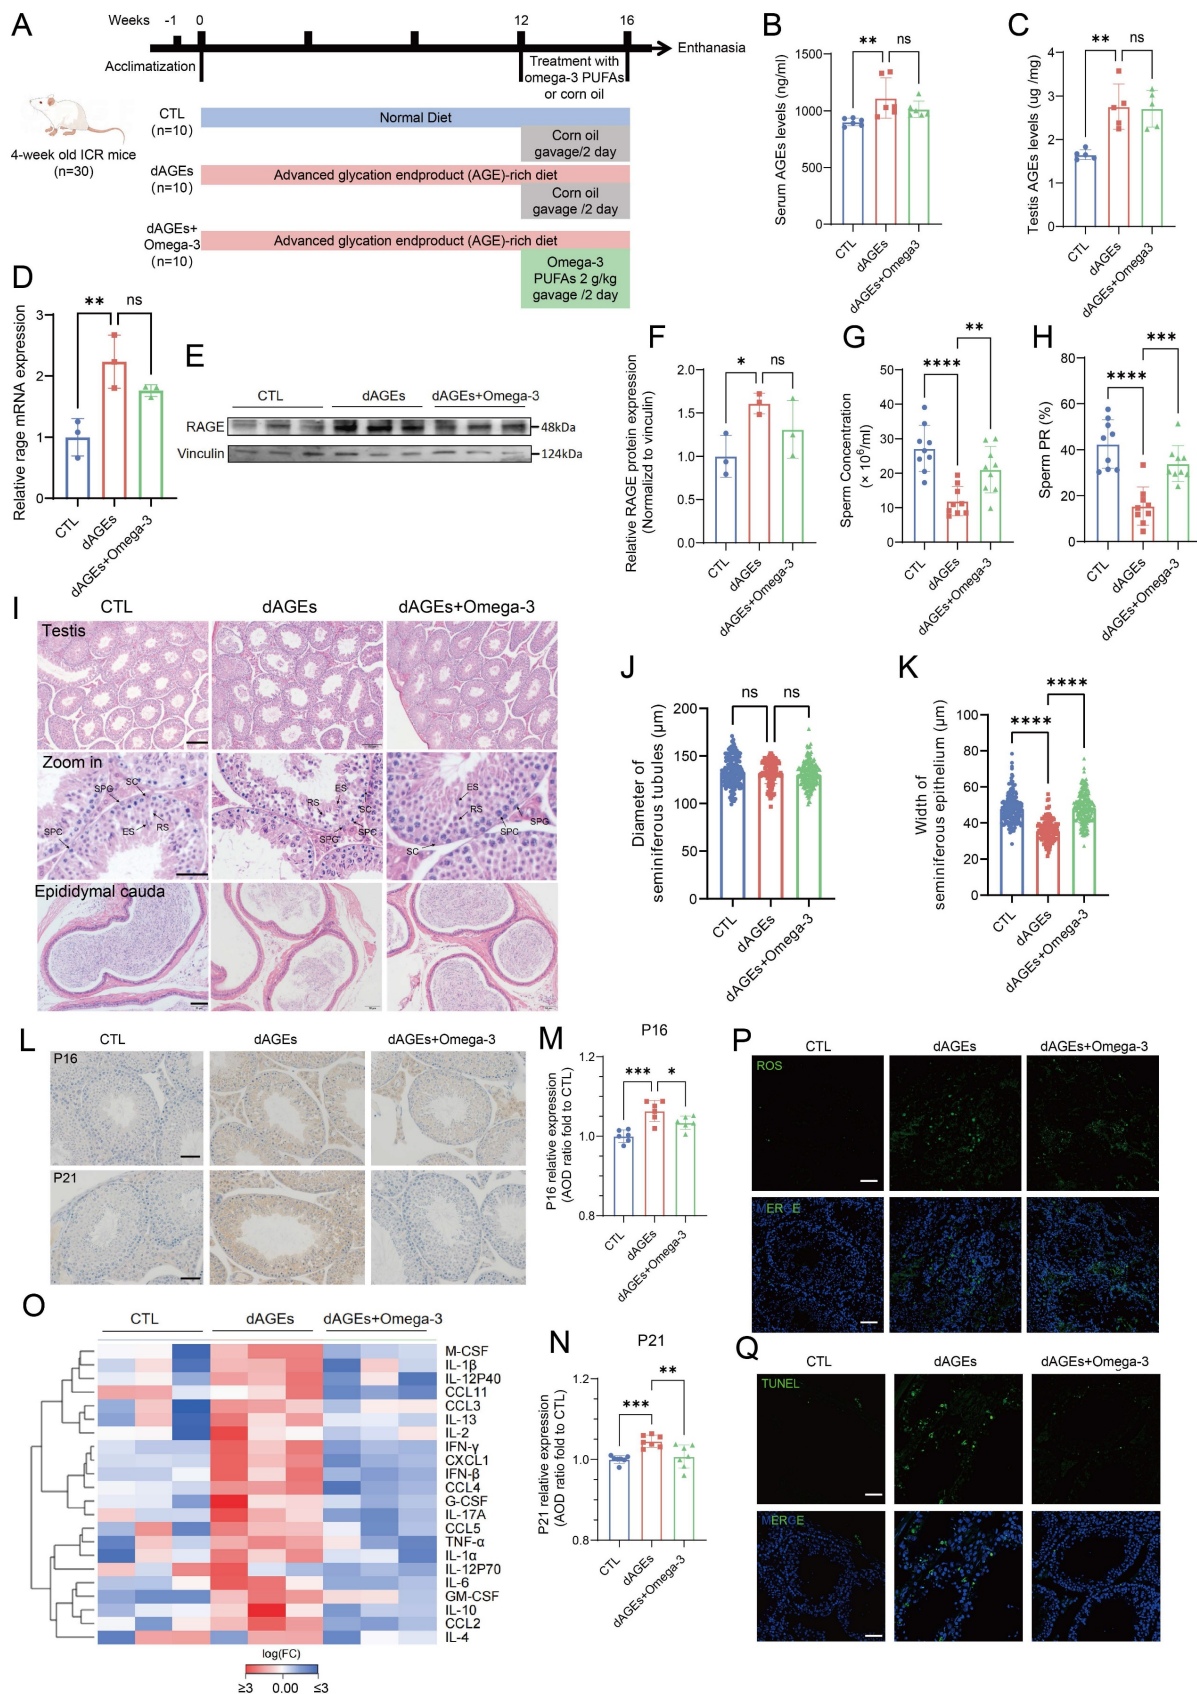 A
Weeks -1 0 12 16
Enthanasia
Acclimatization
Treatment with
omega-3 PUFAs
or corn oil
4-week old ICR mice
(n=30)
CTL
(n=10)
Normal Diet
Corn oil
gavage/2 day
dAGEs
(n=10)
Advanced glycation endproduct (AGE)-rich diet
Corn oil
gavage /2 day
dAGEs+
Omega-3
(n=10)
Advanced glycation endproduct (AGE)-rich diet
Omega-3
PUFAs 2 g/kg
gavage /2 day
B
Serum AGEs levels (ng/ml)
1500
1000
500
0
** ns
CTL
dAGEs
dAGEs+Omega3
C
Testis AGEs levels (ug /mg)
4
3
2
1
0
** ns
CTL
dAGEs
dAGEs+Omega3
D
Relative rage mRNA expression
3
2
1
0
** ns
CTL
dAGEs
dAGEs+Omega-3
E
CTL dAGEs dAGEs+Omega-3
RAGE 48kDa
Vinculin 124kDa
F
Relative RAGE protein expression
(Normalizd to vinculin)
2.0
1.5
1.0
0.5
0.0
* ns
CTL
dAGEs
dAGEs+Omega-3
G
Sperm Concentration
(× 10⁶/ml)
50
40
30
20
10
0
**** **
CTL
dAGEs
dAGEs+Omega-3
H
Sperm PR (%)
80
60
40
20
0
**** ***
CTL
dAGEs
dAGEs+Omega-3
I
CTL dAGEs dAGEs+Omega-3
Testis
Zoom in
SC
SPG
ES
RS
SPC
ES
RS
SC
SPG
SPC
ES
RS
SPG
SPC
SC
Epididymal cauda
J
Diameter of
seminiferous tubules (μm)
200
150
100
50
0
ns ns
CTL
dAGEs
dAGEs+Omega-3
K
Width of
seminiferous epithelium (μm)
100
80
60
40
20
0
**** ****
CTL
dAGEs
dAGEs+Omega-3
L
CTL dAGEs dAGEs+Omega-3
P16
P21
M
P16
P16 relative expression
(AOD ratio fold to CTL)
1.2
1.0
0.8
*** *
CTL
dAGEs
dAGEs+Omega-3
N
P21
P21 relative expression
(AOD ratio fold to CTL)
1.2
1.0
0.8
*** **
CTL
dAGEs
dAGEs+Omega-3
O
CTL dAGEs dAGEs+Omega-3
M-CSF
IL-1β
IL-12P40
CCL11
CCL3
IL-13
IL-2
IFN-γ
CXCL1
IFN-β
CCL4
G-CSF
IL-17A
CCL5
TNF-α
IL-1α
IL-12P70
IL-6
GM-CSF
IL-10
CCL2
IL-4
log(FC)
≥3 0.00 ≤3
P
CTL dAGEs dAGEs+Omega-3
ROS
MERGE
Q
CTL dAGEs dAGEs+Omega-3
TUNEL
MERGE